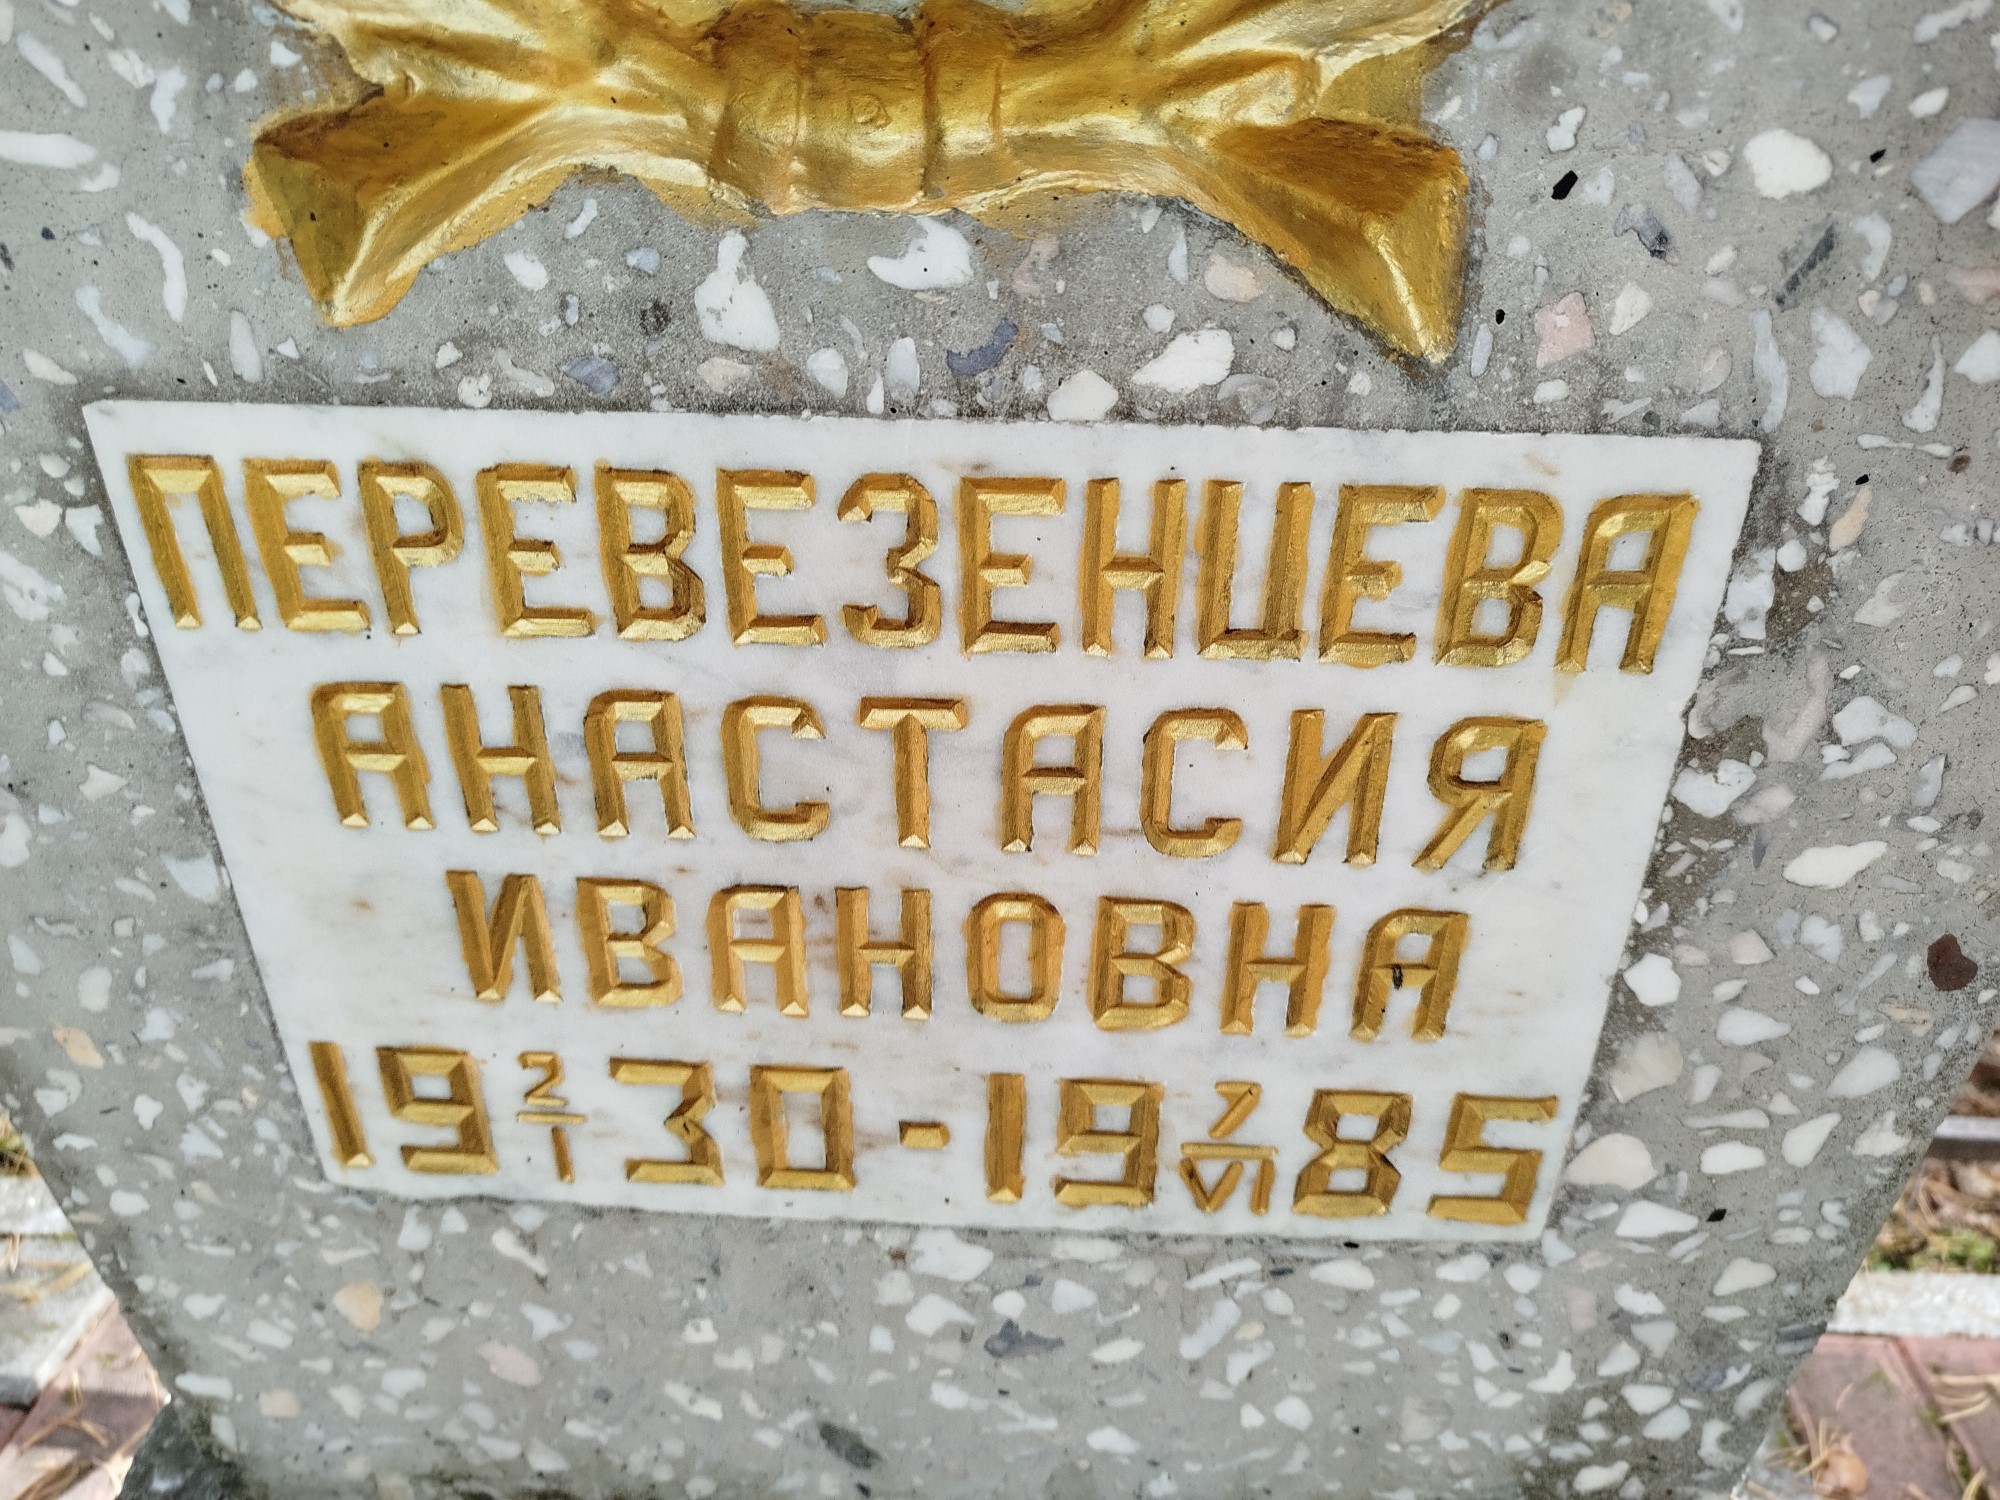 ПЕРЕВЕЗЕНЦЕВА
АНАСТАСИЯ
ИВАНОВНА
19 2/I 30 - 19 7/VI 85